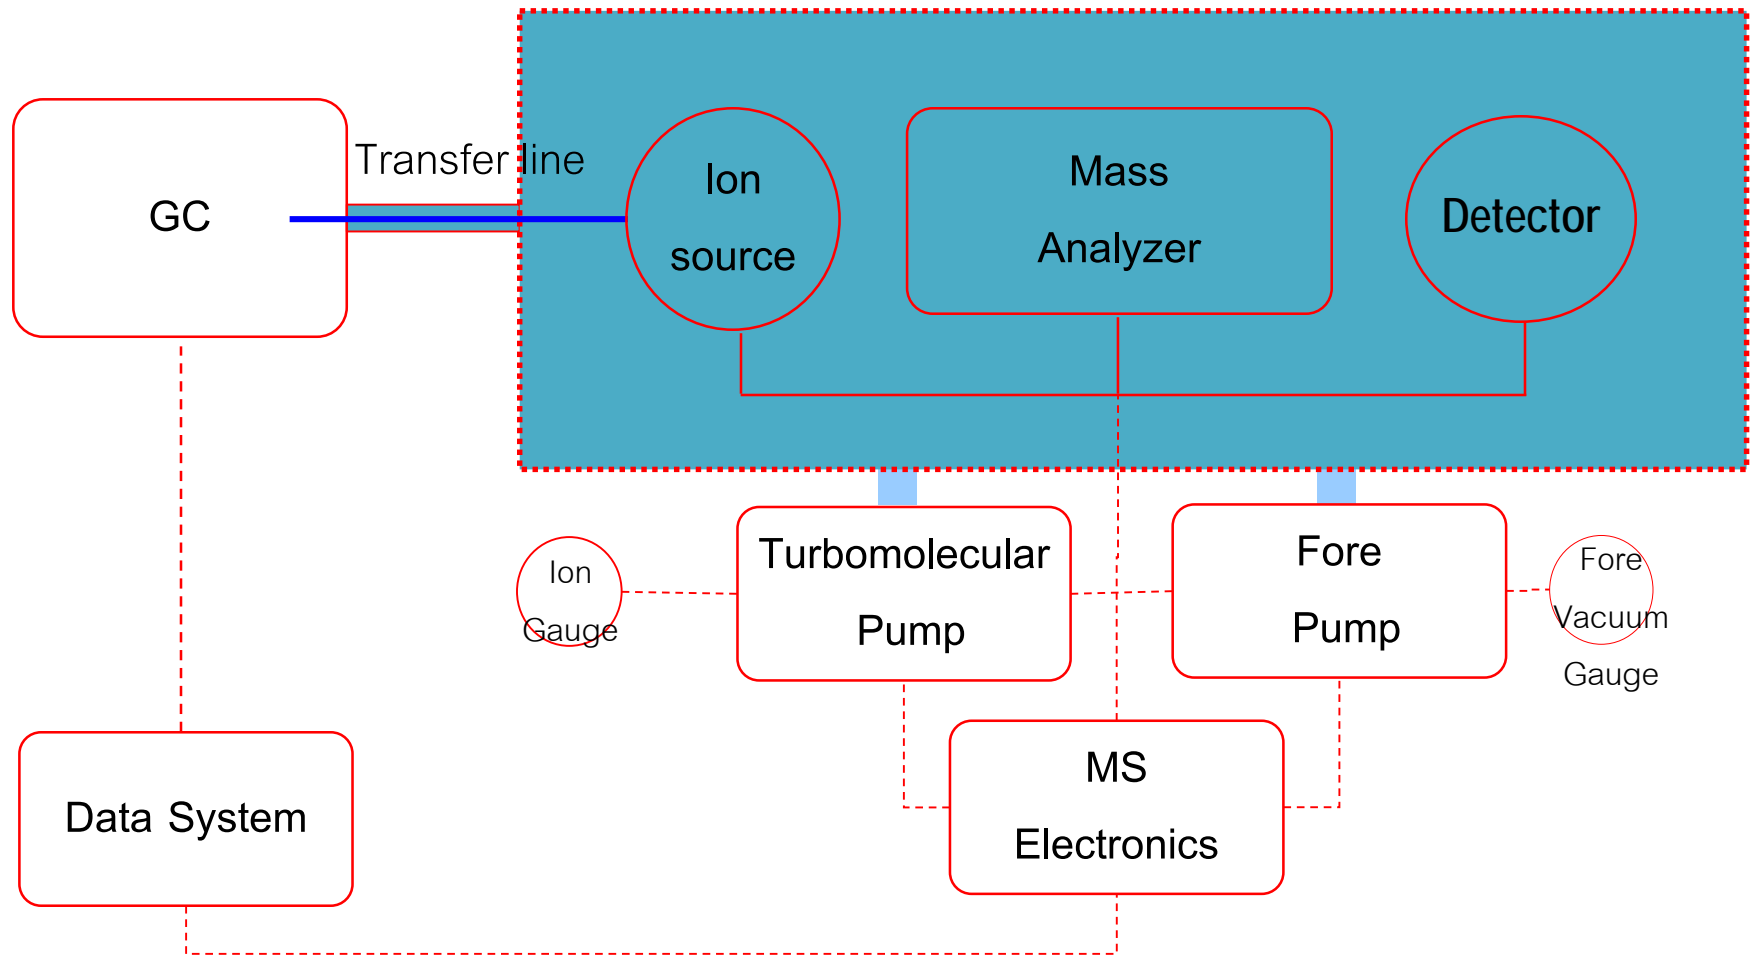 GC
Transfer line
Ion
source
Mass
Analyzer
Detector
Ion
Gauge
Turbomolecular
Pump
Fore
Pump
Fore
Vacuum
Gauge
Data System
MS
Electronics